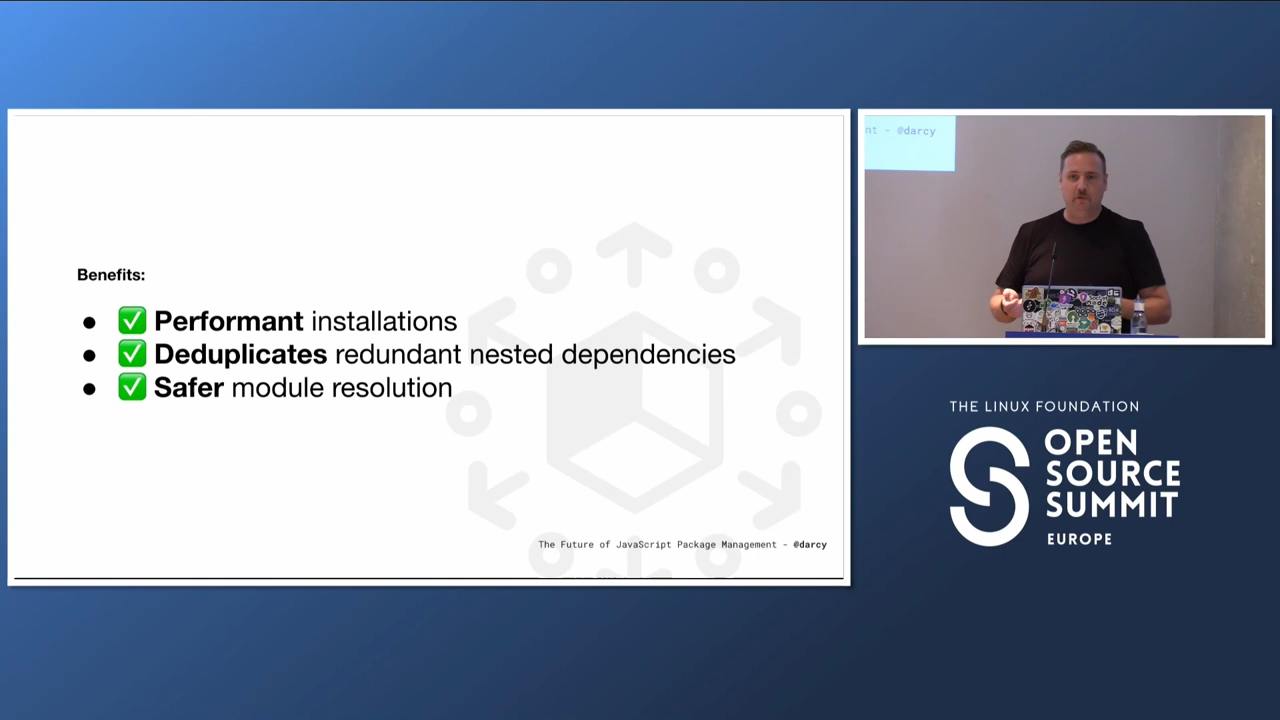 Benefits:
● ✅ Performant installations
● ✅ Deduplicates redundant nested dependencies
● ✅ Safer module resolution
The Future of JavaScript Package Management - @darcy
nt - @darcy
THE LINUX FOUNDATION
OPEN
SOURCE
SUMMIT
EUROPE